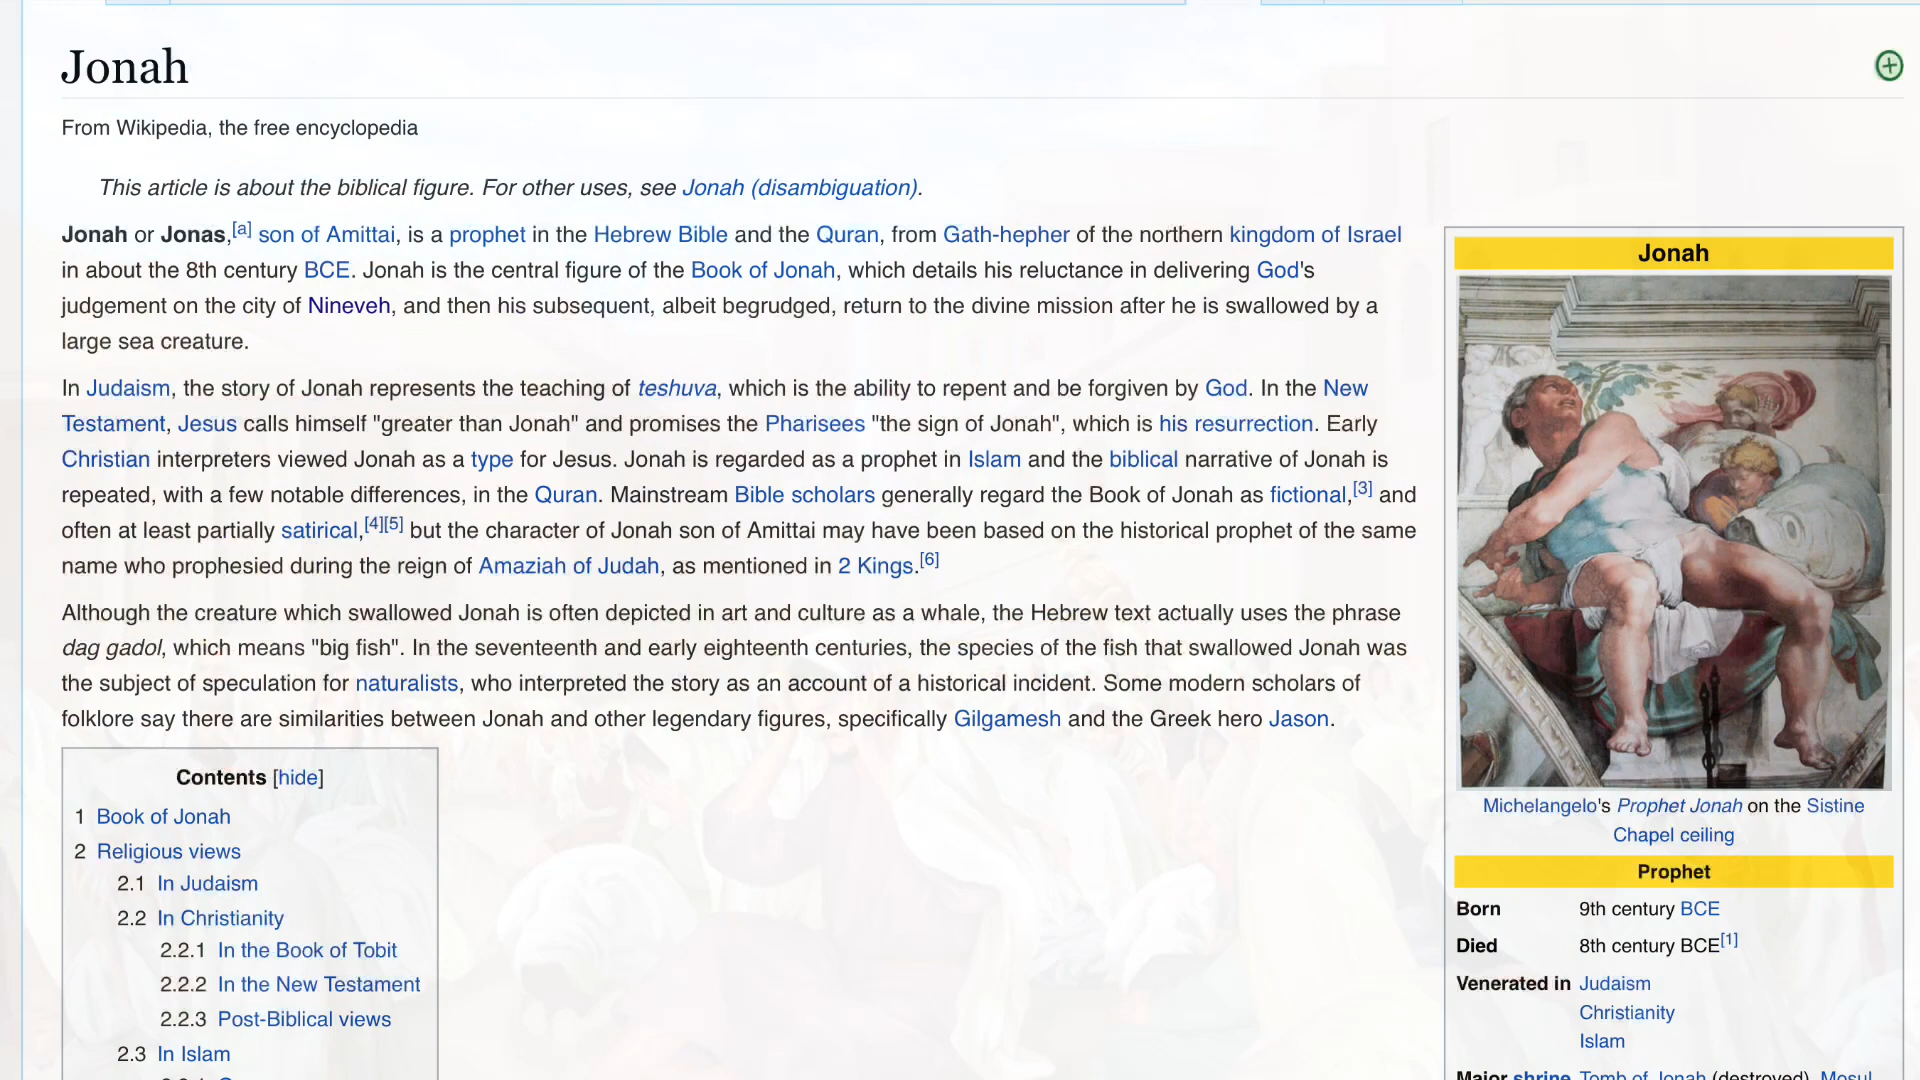 Jonah
From Wikipedia, the free encyclopedia
This article is about the biblical figure. For other uses, see Jonah (disambiguation).
Jonah or Jonas,[a] son of Amittai, is a prophet in the Hebrew Bible and the Quran, from Gath-hepher of the northern kingdom of Israel
in about the 8th century BCE. Jonah is the central figure of the Book of Jonah, which details his reluctance in delivering God's
judgement on the city of Nineveh, and then his subsequent, albeit begrudged, return to the divine mission after he is swallowed by a
large sea creature.
In Judaism, the story of Jonah represents the teaching of teshuva, which is the ability to repent and be forgiven by God. In the New
Testament, Jesus calls himself "greater than Jonah" and promises the Pharisees "the sign of Jonah", which is his resurrection. Early
Christian interpreters viewed Jonah as a type for Jesus. Jonah is regarded as a prophet in Islam and the biblical narrative of Jonah is
repeated, with a few notable differences, in the Quran. Mainstream Bible scholars generally regard the Book of Jonah as fictional,[3] and
often at least partially satirical,[4][5] but the character of Jonah son of Amittai may have been based on the historical prophet of the same
name who prophesied during the reign of Amaziah of Judah, as mentioned in 2 Kings.[6]
Although the creature which swallowed Jonah is often depicted in art and culture as a whale, the Hebrew text actually uses the phrase
dag gadol, which means "big fish". In the seventeenth and early eighteenth centuries, the species of the fish that swallowed Jonah was
the subject of speculation for naturalists, who interpreted the story as an account of a historical incident. Some modern scholars of
folklore say there are similarities between Jonah and other legendary figures, specifically Gilgamesh and the Greek hero Jason.
Contents [hide]
1 Book of Jonah
2 Religious views
2.1 In Judaism
2.2 In Christianity
2.2.1 In the Book of Tobit
2.2.2 In the New Testament
2.2.3 Post-Biblical views
2.3 In Islam
Jonah
Michelangelo's Prophet Jonah on the Sistine
Chapel ceiling
Prophet
Born 9th century BCE
Died 8th century BCE[1]
Venerated in Judaism
Christianity
Islam
Major shrine Tomb of Jonah (destroyed), Mosul